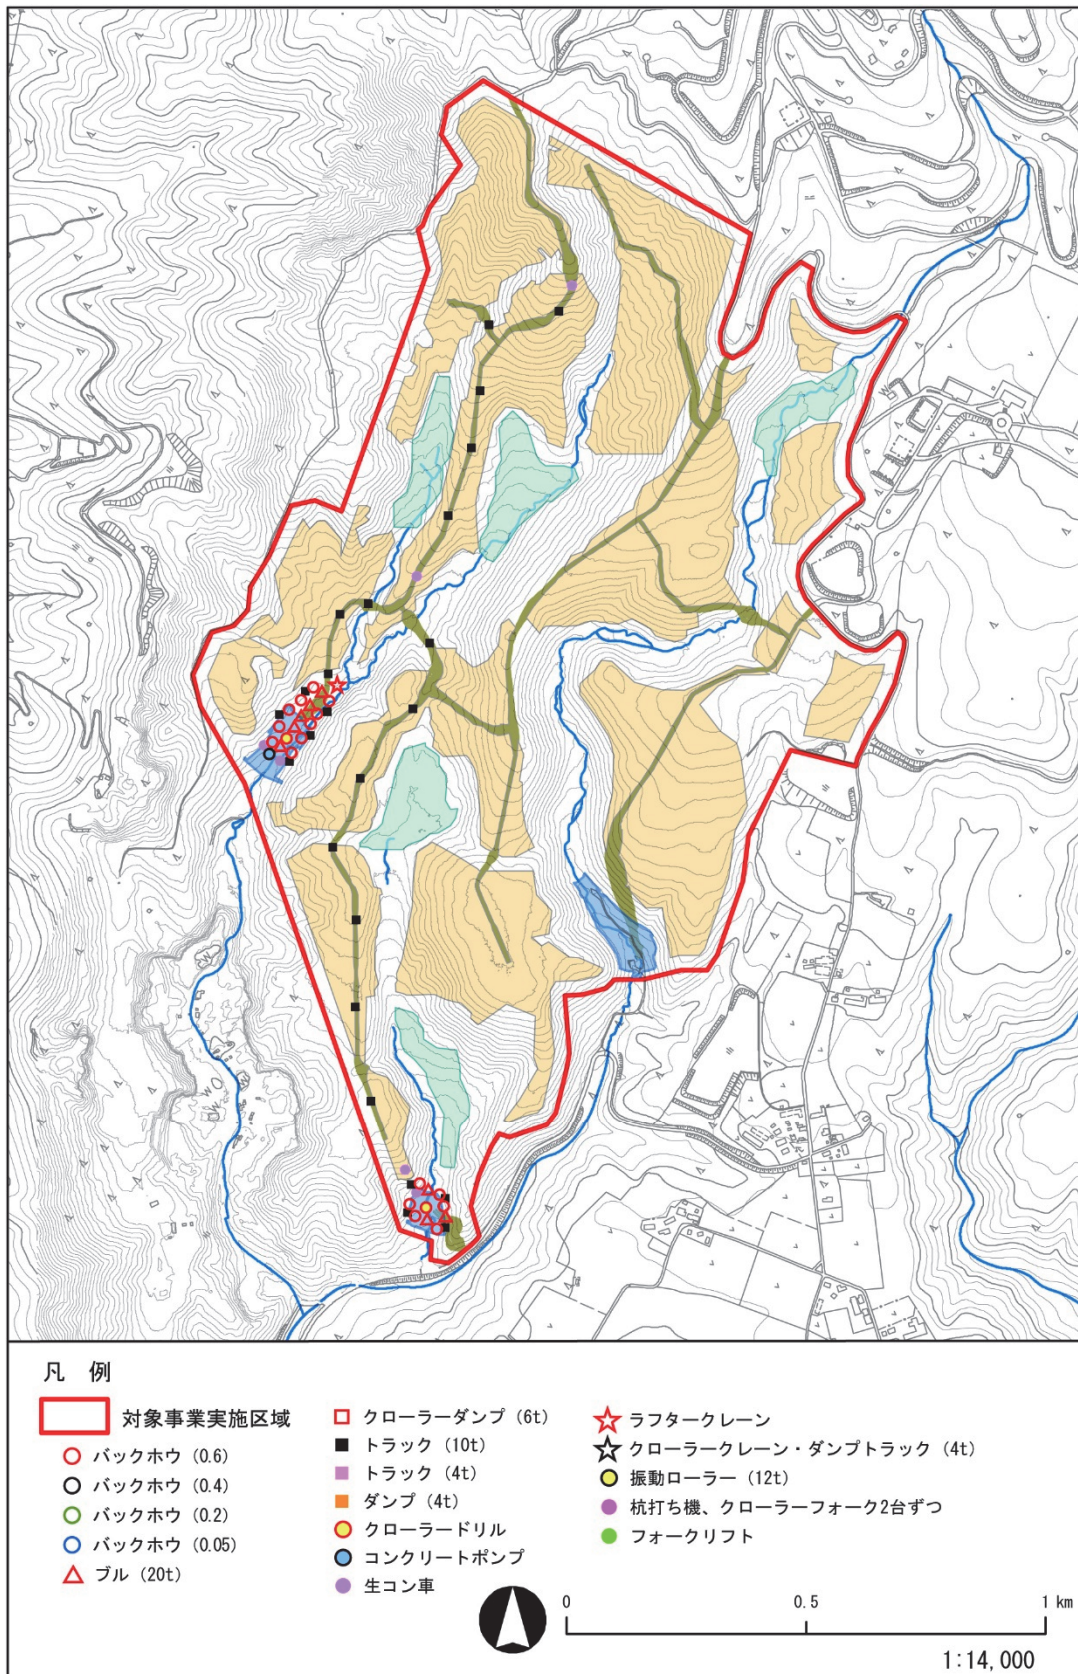 凡 例
対象事業実施区域
バックホウ (0.6)
バックホウ (0.4)
バックホウ (0.2)
バックホウ (0.05)
ブル (20t)
クローラーダンプ (6t)
トラック (10t)
トラック (4t)
ダンプ (4t)
クローラードリル
コンクリートポンプ
生コン車
ラフタークレーン
クローラークレーン・ダンプトラック (4t)
振動ローラー (12t)
杭打ち機、クローラーフォーク2台ずつ
フォークリフト
0 0.5 1 km
1:14,000